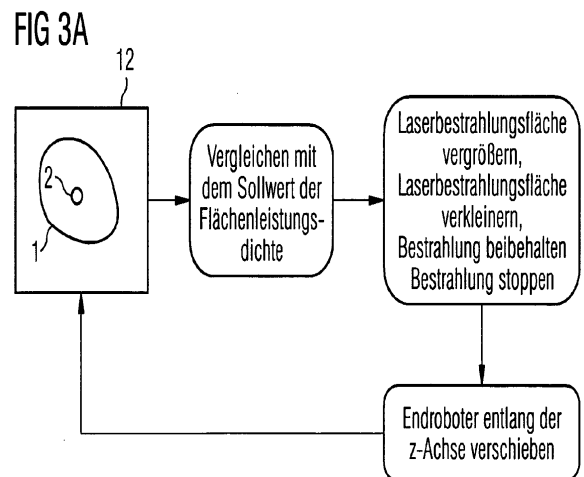 FIG 3A
12
2
1
Vergleichen mit
dem Sollwert der
Flächenleistungs-
dichte
Laserbestrahlungsfläche
vergrößern,
Laserbestrahlungsfläche
verkleinern,
Bestrahlung beibehalten
Bestrahlung stoppen
Endroboter entlang der
z-Achse verschieben